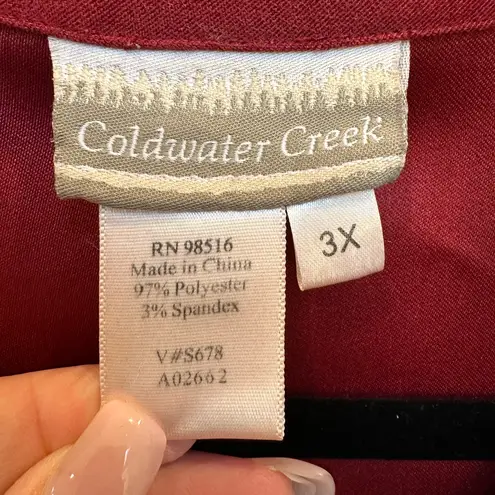 Coldwater Creek
3X
RN 98516
Made in China
97% Polyester
3% Spandex
V#S678
A02662